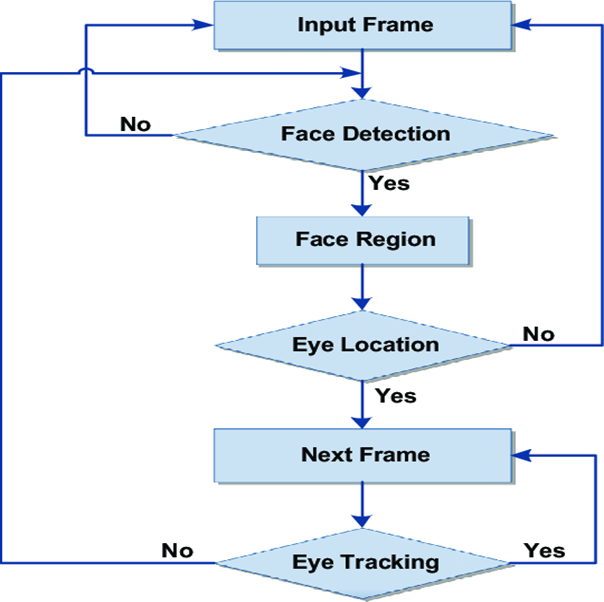 Input Frame
No
Face Detection
Yes
Face Region
Eye Location
No
Yes
Next Frame
No
Eye Tracking
Yes